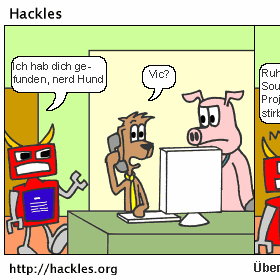 Hackles
Ich hab dich ge-
funden, nerd Hund
Vic?
Ruh
Sou
Proj
stirb
http://hackles.org
Über